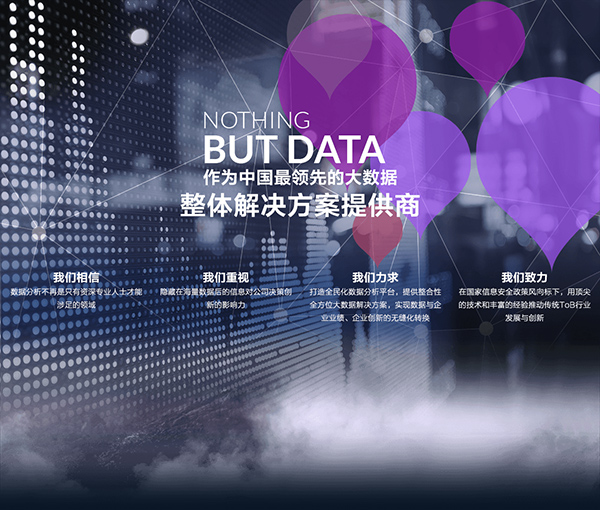 NOTHING
BUT DATA
作为中国最领先的大数据
整体解决方案提供商
我们相信
数据分析不再是只有资深专业人士才能
涉足的领域
我们重视
隐藏在海量数据后的信息对公司决策创
新的影响力
我们力求
打造全民化数据分析平台，提供整合性
全方位大数据解决方案，实现数据与企
业业绩、企业创新的无缝化转换
我们致力
在国家信息安全政策风向标下，用顶尖
的技术和丰富的经验推动传统ToB行业
发展与创新